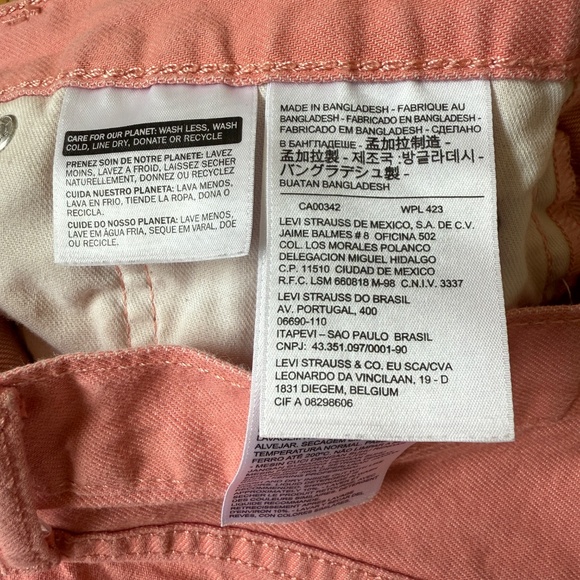 CARE FOR OUR PLANET: WASH LESS, WASH
COLD, LINE DRY, DONATE OR RECYCLE
PRENEZ SOIN DE NOTRE PLANETE: LAVEZ
MOINS, LAVEZ A FROID, LAISSEZ SECHER
NATURELLEMENT, DONNEZ OU RECYCLEZ
CUIDA NUESTRO PLANETA: LAVA MENOS,
LAVA EN FRIO, TIENDE LA ROPA, DONA O
RECICLA.
CUIDE DO NOSSO PLANETA: LAVE MENOS,
LAVE EM ÁGUA FRIA, SEQUE EM VARAL, DOE
OU RECICLE.
MADE IN BANGLADESH - FABRIQUE AU
BANGLADESH - FABRICADO EN BANGLADESH -
FABRICADO EM BANGLADESH - СДЕЛАНО
В БАНГЛАДЕШЕ - 孟加拉制造 -
孟加拉製 - 제조국 :방글라데시 -
バングラデシュ製 -
BUATAN BANGLADESH
CA00342 WPL 423
LEVI STRAUSS DE MEXICO, S.A. DE C.V.
JAIME BALMES # 8 OFICINA 502
COL. LOS MORALES POLANCO
DELEGACION MIGUEL HIDALGO
C.P. 11510 CIUDAD DE MEXICO
R.F.C. LSM 660818 M-98 C.N.I.V. 3337
LEVI STRAUSS DO BRASIL
AV. PORTUGAL, 400
06690-110
ITAPEVI – SAO PAULO BRASIL
CNPJ: 43.351.097/0001-90
LEVI STRAUSS & CO. EU SCA/CVA
LEONARDO DA VINCILAAN, 19 - D
1831 DIEGEM, BELGIUM
CIF A 08298606
ALVEJAR. SECAGEM
TEMPERATURA NORMAL
FERRO ATÉ 200C. NÃO